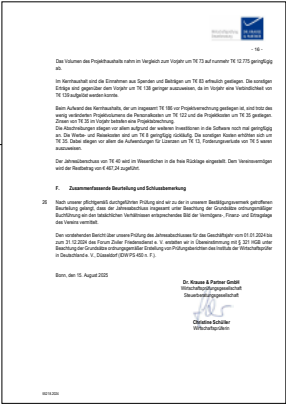 - 16 -
Das Volumen des Projekthaushalts nahm im Vergleich zum Vorjahr um T€ 73 auf nunmehr T€ 12.775 geringfügig
ab.
Im Kernhaushalt sind die Einnahmen aus Spenden und Beiträgen um T€ 83 erfreulich gestiegen. Die sonstigen
Erträge sind gegenüber dem Vorjahr um T€ 138 geringer auszuweisen, da im Vorjahr eine Verbindlichkeit von
T€ 139 aufgelöst werden konnte.
Beim Aufwand des Kernhaushalts, der um insgesamt T€ 186 vor Projektverrechnung gestiegen ist, sind trotz des
wenig veränderten Projektvolumens die Personalkosten um T€ 122 und die Projektkosten um T€ 35 gestiegen.
Zinsen von T€ 35 im Vorjahr betrafen eine Projektabrechnung.
Die Abschreibungen stiegen vor allem aufgrund der weiteren Investitionen in die Software noch mal geringfügig
an. Die Werbe- und Reisekosten sind um T€ 8 geringfügig rückläufig. Die sonstigen Kosten erhöhten sich um
T€ 35. Dabei stiegen vor allem die Aufwendungen für Lizenzen um T€ 13, Forderungsverluste von T€ 5 waren
auszuweisen.
Der Jahresüberschuss von T€ 40 wird im Wesentlichen in die freie Rücklage eingestellt. Dem Vereinsvermögen
wird der Restbetrag von € 467,24 zugeführt.
F. Zusammenfassende Beurteilung und Schlussbemerkung
26 Nach unserer pflichtgemäß durchgeführten Prüfung sind wir zu der in unserem Bestätigungsvermerk getroffenen
Beurteilung gelangt, dass der Jahresabschluss insgesamt unter Beachtung der Grundsätze ordnungsmäßiger
Buchführung ein den tatsächlichen Verhältnissen entsprechendes Bild der Vermögens-, Finanz- und Ertragslage
des Vereins vermittelt.
Den vorstehenden Bericht über unsere Prüfung des Jahresabschlusses für das Geschäftsjahr vom 01.01.2024 bis
zum 31.12.2024 des Forum Ziviler Friedensdienst e. V. erstatten wir in Übereinstimmung mit § 321 HGB unter
Beachtung der Grundsätze ordnungsmäßiger Erstellung von Prüfungsberichten des Instituts der Wirtschaftsprüfer
in Deutschland e. V., Düsseldorf (IDW PS 450 n. F.).
Bonn, den 15. August 2025
Dr. Krause & Partner GmbH
Wirtschaftsprüfungsgesellschaft
Steuerberatungsgesellschaft
Christine Schüller
Wirtschaftsprüferin